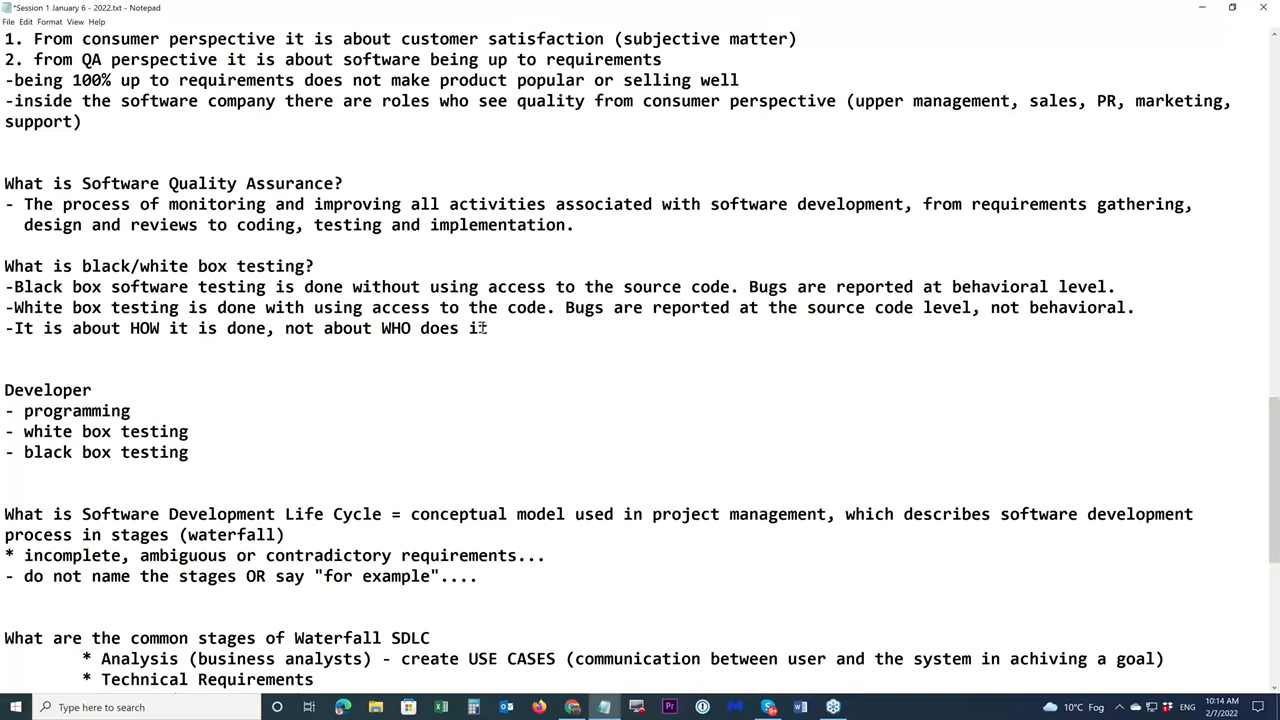 *Session 1 January 6 - 2022.txt - Notepad
File Edit Format View Help
1. From consumer perspective it is about customer satisfaction (subjective matter)
2. from QA perspective it is about software being up to requirements
-being 100% up to requirements does not make product popular or selling well
-inside the software company there are roles who see quality from consumer perspective (upper management, sales, PR, marketing,
support)
What is Software Quality Assurance?
- The process of monitoring and improving all activities associated with software development, from requirements gathering,
design and reviews to coding, testing and implementation.
What is black/white box testing?
-Black box software testing is done without using access to the source code. Bugs are reported at behavioral level.
-White box testing is done with using access to the code. Bugs are reported at the source code level, not behavioral.
-It is about HOW it is done, not about WHO does it
Developer
- programming
- white box testing
- black box testing
What is Software Development Life Cycle = conceptual model used in project management, which describes software development
process in stages (waterfall)
* incomplete, ambiguous or contradictory requirements...
- do not name the stages OR say "for example"....
What are the common stages of Waterfall SDLC
* Analysis (business analysts) - create USE CASES (communication between user and the system in achiving a goal)
* Technical Requirements
Type here to search
10°C Fog
10:14 AM
2/7/2022